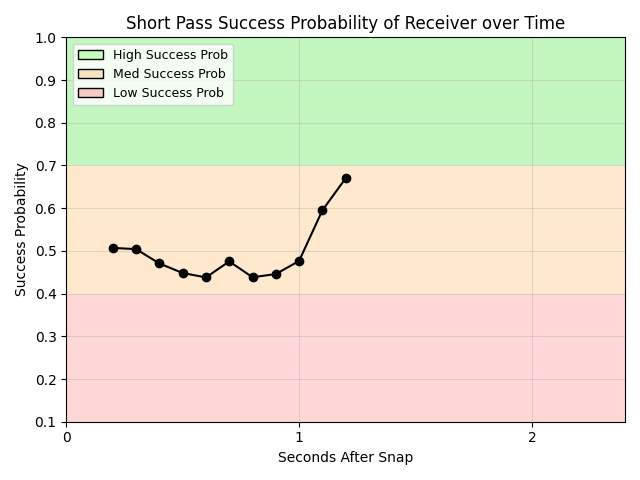 Short Pass Success Probability of Receiver over Time
1.0
High Success Prob
Med Success Prob
Low Success Prob
0.9
0.8
0.7
0.6
0.5
0.4
0.3
0.2
0.1
Success Probability
0
1
2
Seconds After Snap